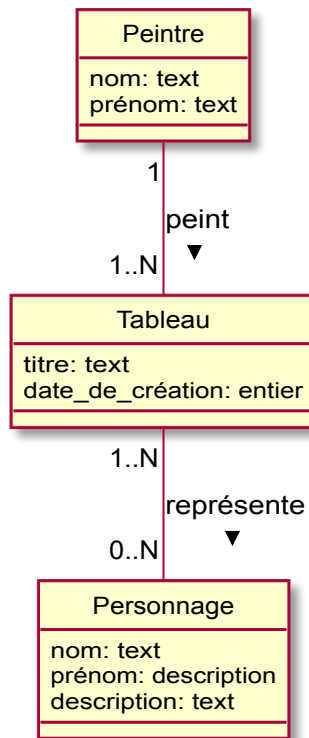 Peintre
nom: text
prénom: text
1
peint
▼
1..N
Tableau
titre: text
date_de_création: entier
1..N
représente
▼
0..N
Personnage
nom: text
prénom: description
description: text